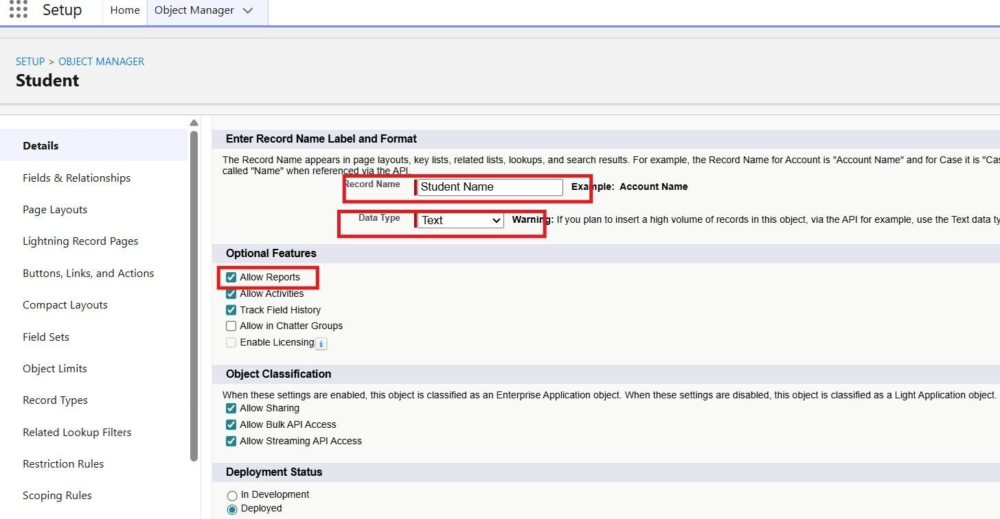 Setup Home Object Manager
SETUP > OBJECT MANAGER
Student
Details
Fields & Relationships
Page Layouts
Lightning Record Pages
Buttons, Links, and Actions
Compact Layouts
Field Sets
Object Limits
Record Types
Related Lookup Filters
Restriction Rules
Scoping Rules
Enter Record Name Label and Format
The Record Name appears in page layouts, key lists, related lists, lookups, and search results. For example, the Record Name for Account is "Account Name" and for Case it is "Cas
called "Name" when referenced via the API.
Record Name Student Name Example: Account Name
Data Type Text Warning: If you plan to insert a high volume of records in this object, via the API for example, use the Text data ty
Optional Features
Allow Reports
Allow Activities
Track Field History
Allow in Chatter Groups
Enable Licensing i
Object Classification
When these settings are enabled, this object is classified as an Enterprise Application object. When these settings are disabled, this object is classified as a Light Application object.
Allow Sharing
Allow Bulk API Access
Allow Streaming API Access
Deployment Status
In Development
Deployed